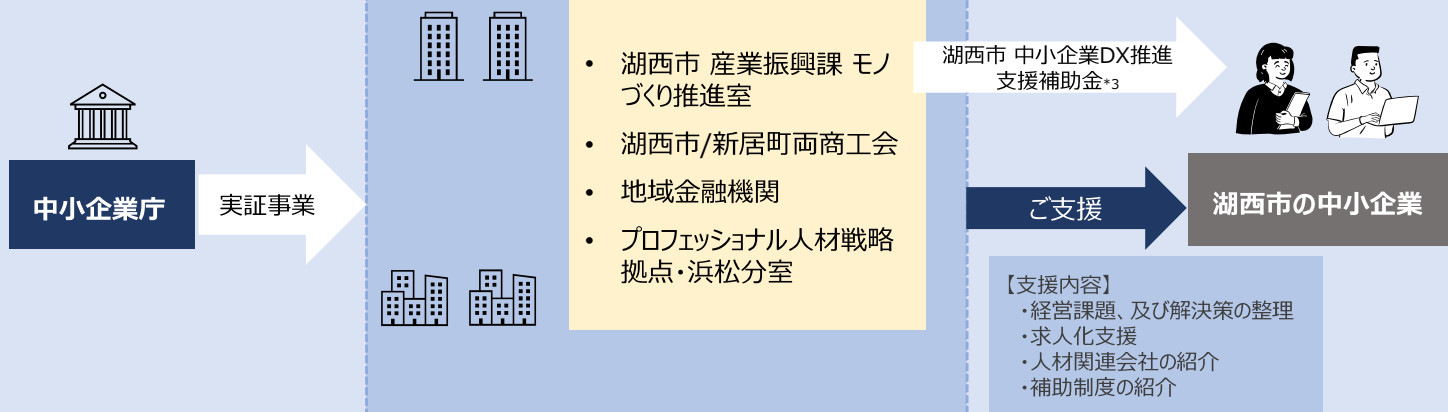 中小企業庁
実証事業
• 湖西市 産業振興課 モノ
づくり推進室
• 湖西市/新居町両商工会
• 地域金融機関
• プロフェッショナル人材戦略
拠点・浜松分室
湖西市 中小企業DX推進
支援補助金*3
ご支援
湖西市の中小企業
【支援内容】
・経営課題、及び解決策の整理
・求人化支援
・人材関連会社の紹介
・補助制度の紹介